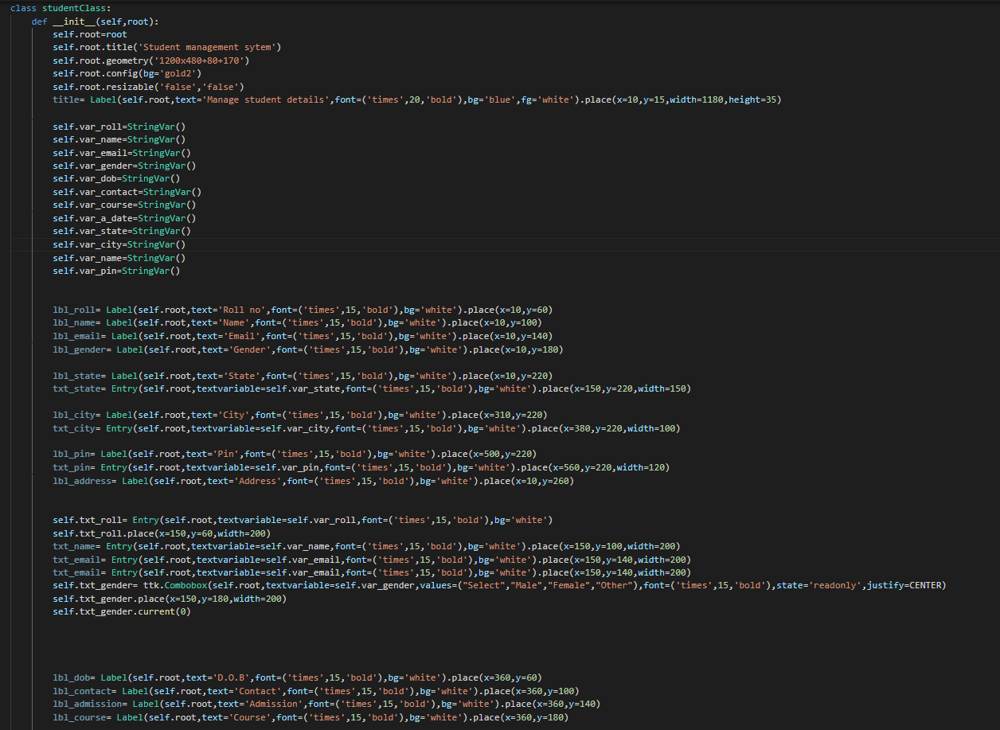 class studentClass:
def __init__(self,root):
self.root=root
self.root.title('Student management sytem')
self.root.geometry('1200x480+80+170')
self.root.config(bg='gold2')
self.root.resizable('false','false')
title= Label(self.root,text='Manage student details',font=('times',20,'bold'),bg='blue',fg='white').place(x=10,y=15,width=1180,height=35)
self.var_roll=StringVar()
self.var_name=StringVar()
self.var_email=StringVar()
self.var_gender=StringVar()
self.var_dob=StringVar()
self.var_contact=StringVar()
self.var_course=StringVar()
self.var_a_date=StringVar()
self.var_state=StringVar()
self.var_city=StringVar()
self.var_name=StringVar()
self.var_pin=StringVar()
lbl_roll= Label(self.root,text='Roll no',font=('times',15,'bold'),bg='white').place(x=10,y=60)
lbl_name= Label(self.root,text='Name',font=('times',15,'bold'),bg='white').place(x=10,y=100)
lbl_email= Label(self.root,text='Email',font=('times',15,'bold'),bg='white').place(x=10,y=140)
lbl_gender= Label(self.root,text='Gender',font=('times',15,'bold'),bg='white').place(x=10,y=180)
lbl_state= Label(self.root,text='State',font=('times',15,'bold'),bg='white').place(x=10,y=220)
txt_state= Entry(self.root,textvariable=self.var_state,font=('times',15,'bold'),bg='white').place(x=150,y=220,width=150)
lbl_city= Label(self.root,text='City',font=('times',15,'bold'),bg='white').place(x=310,y=220)
txt_city= Entry(self.root,textvariable=self.var_city,font=('times',15,'bold'),bg='white').place(x=380,y=220,width=100)
lbl_pin= Label(self.root,text='Pin',font=('times',15,'bold'),bg='white').place(x=500,y=220)
txt_pin= Entry(self.root,textvariable=self.var_pin,font=('times',15,'bold'),bg='white').place(x=560,y=220,width=120)
lbl_address= Label(self.root,text='Address',font=('times',15,'bold'),bg='white').place(x=10,y=260)
self.txt_roll= Entry(self.root,textvariable=self.var_roll,font=('times',15,'bold'),bg='white')
self.txt_roll.place(x=150,y=60,width=200)
txt_name= Entry(self.root,textvariable=self.var_name,font=('times',15,'bold'),bg='white').place(x=150,y=100,width=200)
txt_email= Entry(self.root,textvariable=self.var_email,font=('times',15,'bold'),bg='white').place(x=150,y=140,width=200)
txt_email= Entry(self.root,textvariable=self.var_email,font=('times',15,'bold'),bg='white').place(x=150,y=140,width=200)
self.txt_gender= ttk.Combobox(self.root,textvariable=self.var_gender,values=("Select","Male","Female","Other"),font=('times',15,'bold'),state='readonly',justify=CENTER)
self.txt_gender.place(x=150,y=180,width=200)
self.txt_gender.current(0)
lbl_dob= Label(self.root,text='D.O.B',font=('times',15,'bold'),bg='white').place(x=360,y=60)
lbl_contact= Label(self.root,text='Contact',font=('times',15,'bold'),bg='white').place(x=360,y=100)
lbl_admission= Label(self.root,text='Admission',font=('times',15,'bold'),bg='white').place(x=360,y=140)
lbl_course= Label(self.root,text='Course',font=('times',15,'bold'),bg='white').place(x=360,y=180)